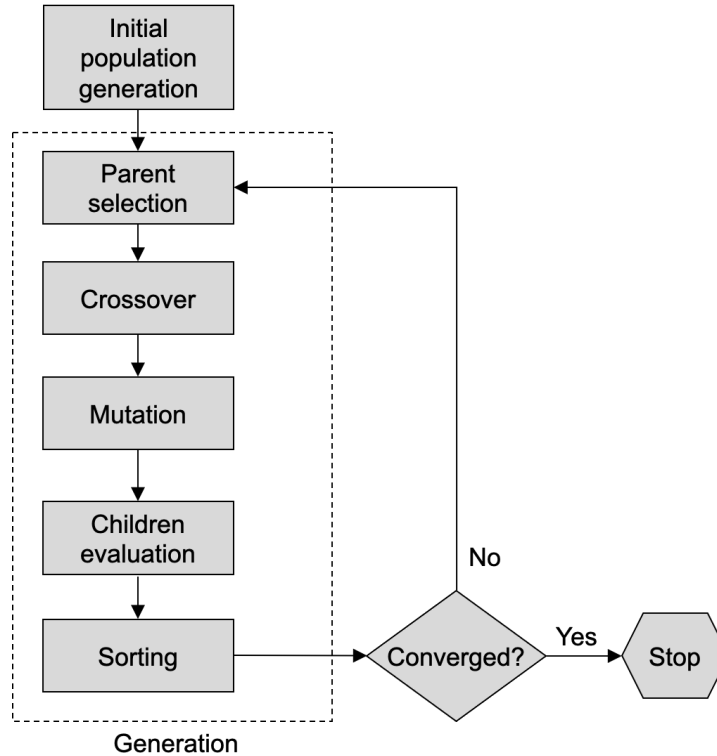 Initial
population
generation
Parent
selection
Crossover
Mutation
Children
evaluation
No
Yes
Sorting
Converged?
Stop
Generation